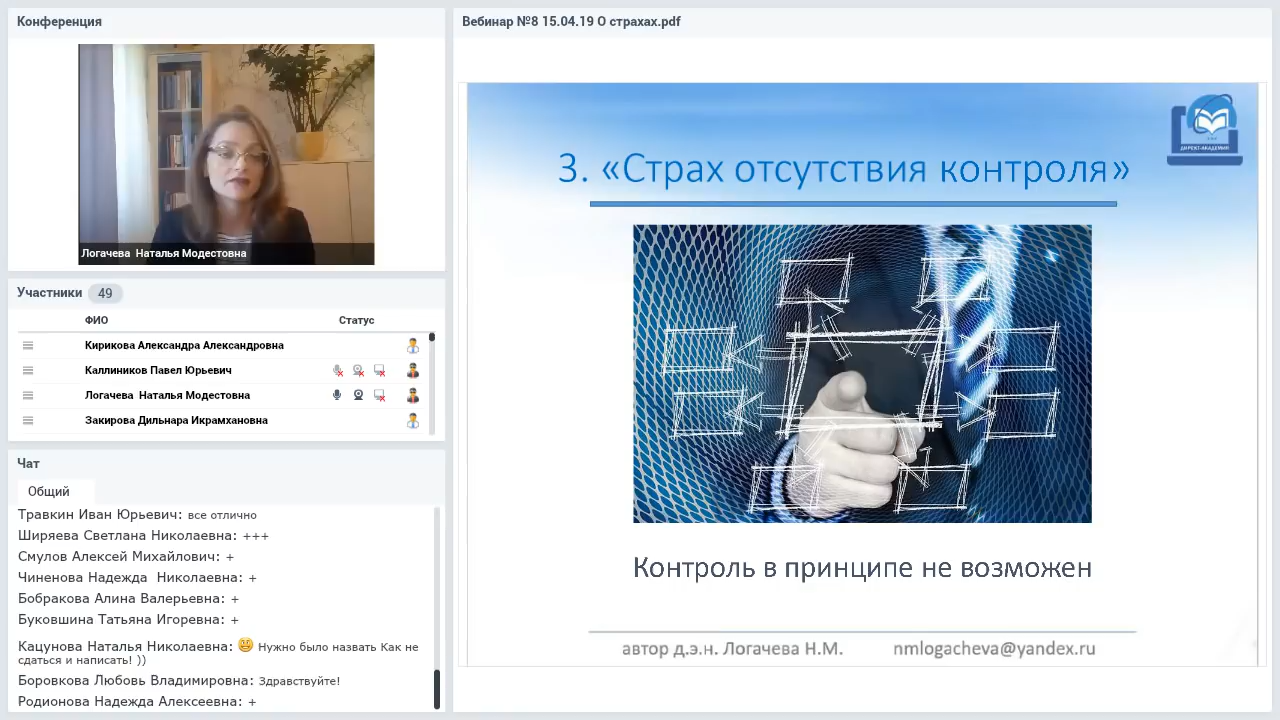 Конференция
Логачева  Наталья Модестовна
Участники 49
ФИО Статус
Кирикова Александра Александровна
Каллиников Павел Юрьевич
Логачева  Наталья Модестовна
Закирова Дильнара Икрамхановна
Чат
Общий
Травкин Иван Юрьевич: все отлично
Ширяева Светлана Николаевна: +++
Смулов Алексей Михайлович: +
Чиненова Надежда  Николаевна: +
Бобракова Алина Валерьевна: +
Буковшина Татьяна Игоревна: +
Кацунова Наталья Николаевна: Нужно было назвать Как не
сдаться и написать! ))
Боровкова Любовь Владимировна: Здравствуйте!
Родионова Надежда Алексеевна: +
Вебинар №8 15.04.19 О страхах.pdf
ДИРЕКТ-АКАДЕМИЯ
3. «Страх отсутствия контроля»
Контроль в принципе не возможен
автор д.э.н. Логачева Н.М. nmlogacheva@yandex.ru